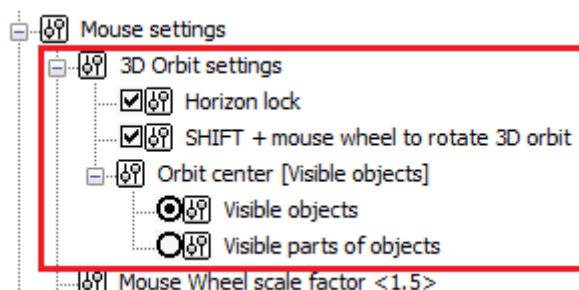 Mouse settings
3D Orbit settings
Horizon lock
SHIFT + mouse wheel to rotate 3D orbit
Orbit center [Visible objects]
Visible objects
Visible parts of objects
Mouse Wheel scale factor <1.5>